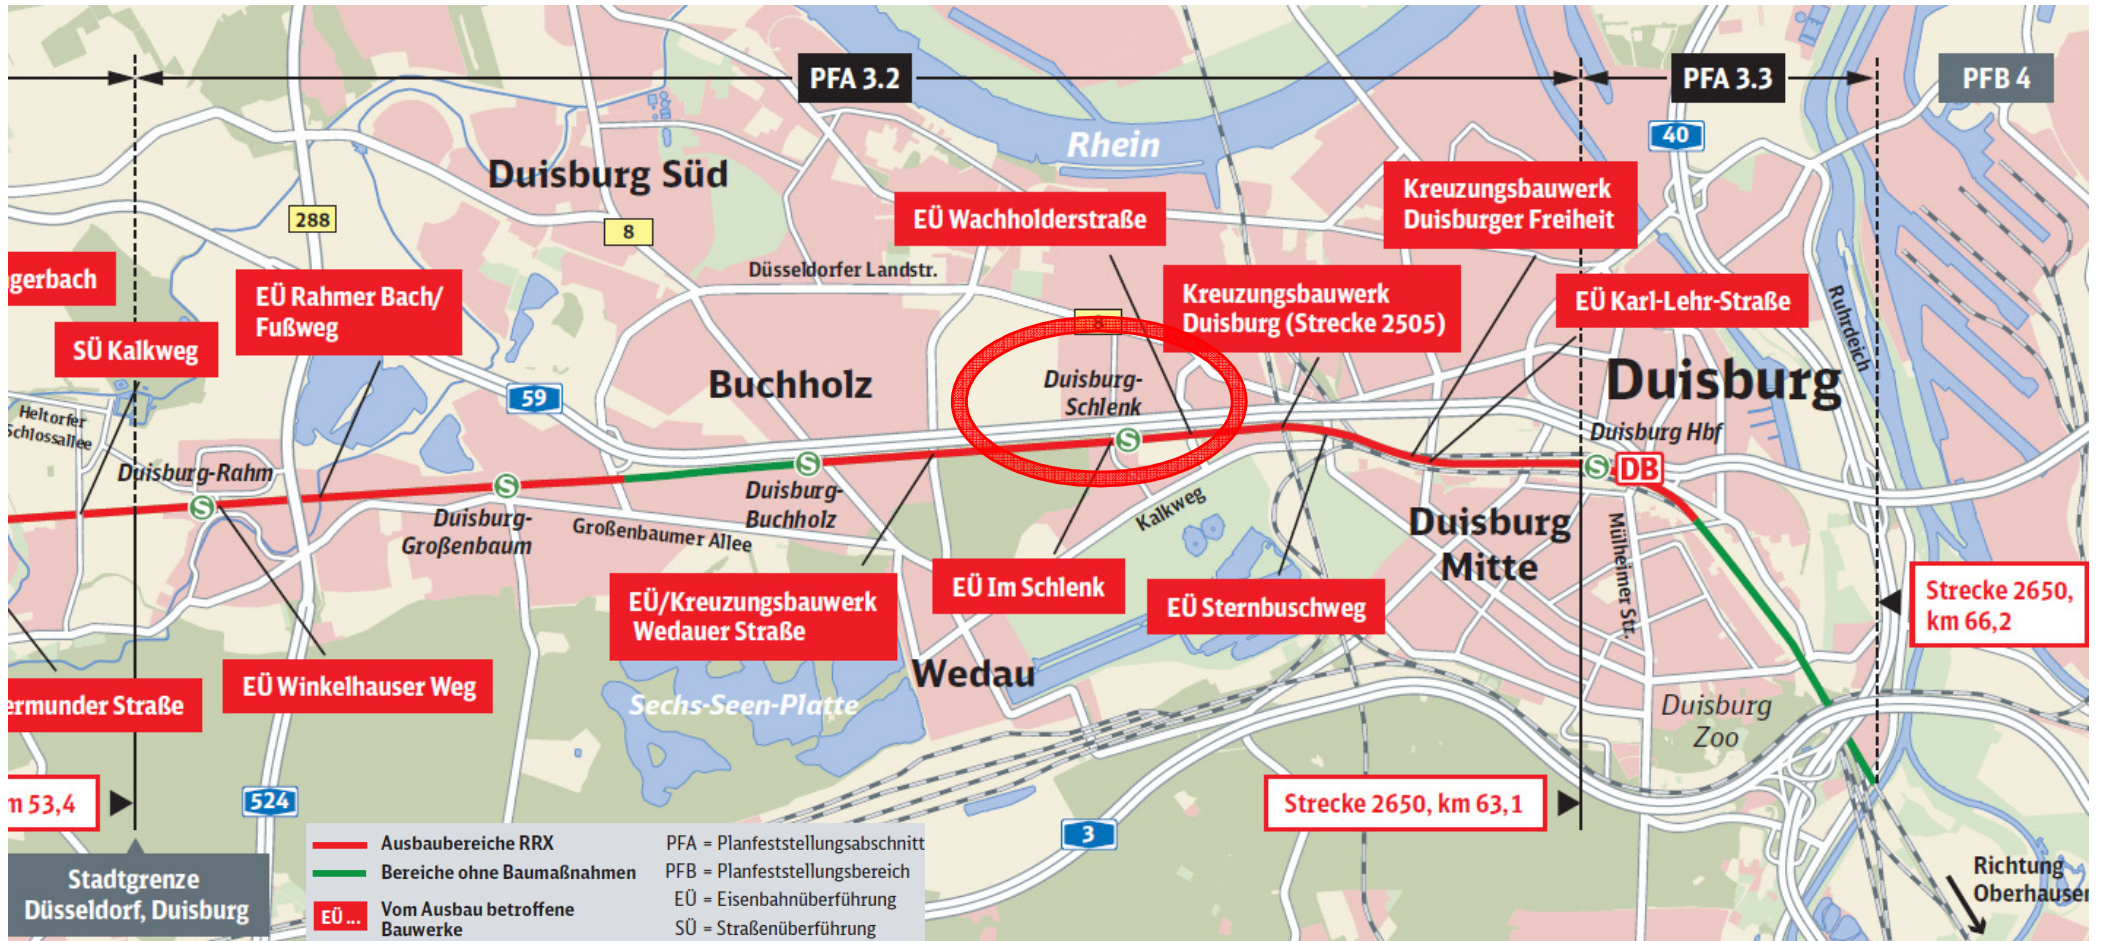 PFA 3.2
PFA 3.3
PFB 4
40
Rhein
Duisburg Süd
Kreuzungsbauwerk
Duisburger Freiheit
288
8
EÜ Wachholderstraße
gerbach
Düsseldorfer Landstr.
EÜ Rahmer Bach/
Fußweg
Kreuzungsbauwerk
Duisburg (Strecke 2505)
EÜ Karl-Lehr-Straße
Ruhrdeich
SÜ Kalkweg
8
59
Buchholz
Duisburg-
Schlenk
Duisburg
Heltorfer
Schlossallee
Duisburg Hbf
S
DB
Duisburg-Rahm
S
S
S
S
Duisburg-
Großenbaum
Großenbaumer Allee
Duisburg-
Buchholz
Kalkweg
Duisburg
Mitte
Mülheimer Str.
EÜ/Kreuzungsbauwerk
Wedauer Straße
EÜ Im Schlenk
EÜ Sternbuschweg
Strecke 2650,
km 66,2
Wedau
EÜ Winkelhauser Weg
ermunder Straße
Sechs-Seen-Platte
Duisburg
Zoo
m 53,4
524
Strecke 2650, km 63,1
3
Stadtgrenze
Düsseldorf, Duisburg
Ausbaubereiche RRX
Bereiche ohne Baumaßnahmen
EÜ ...
Vom Ausbau betroffene
Bauwerke
PFA = Planfeststellungsabschnitt
PFB = Planfeststellungsbereich
EÜ = Eisenbahnüberführung
SÜ = Straßenüberführung
Richtung
Oberhausen